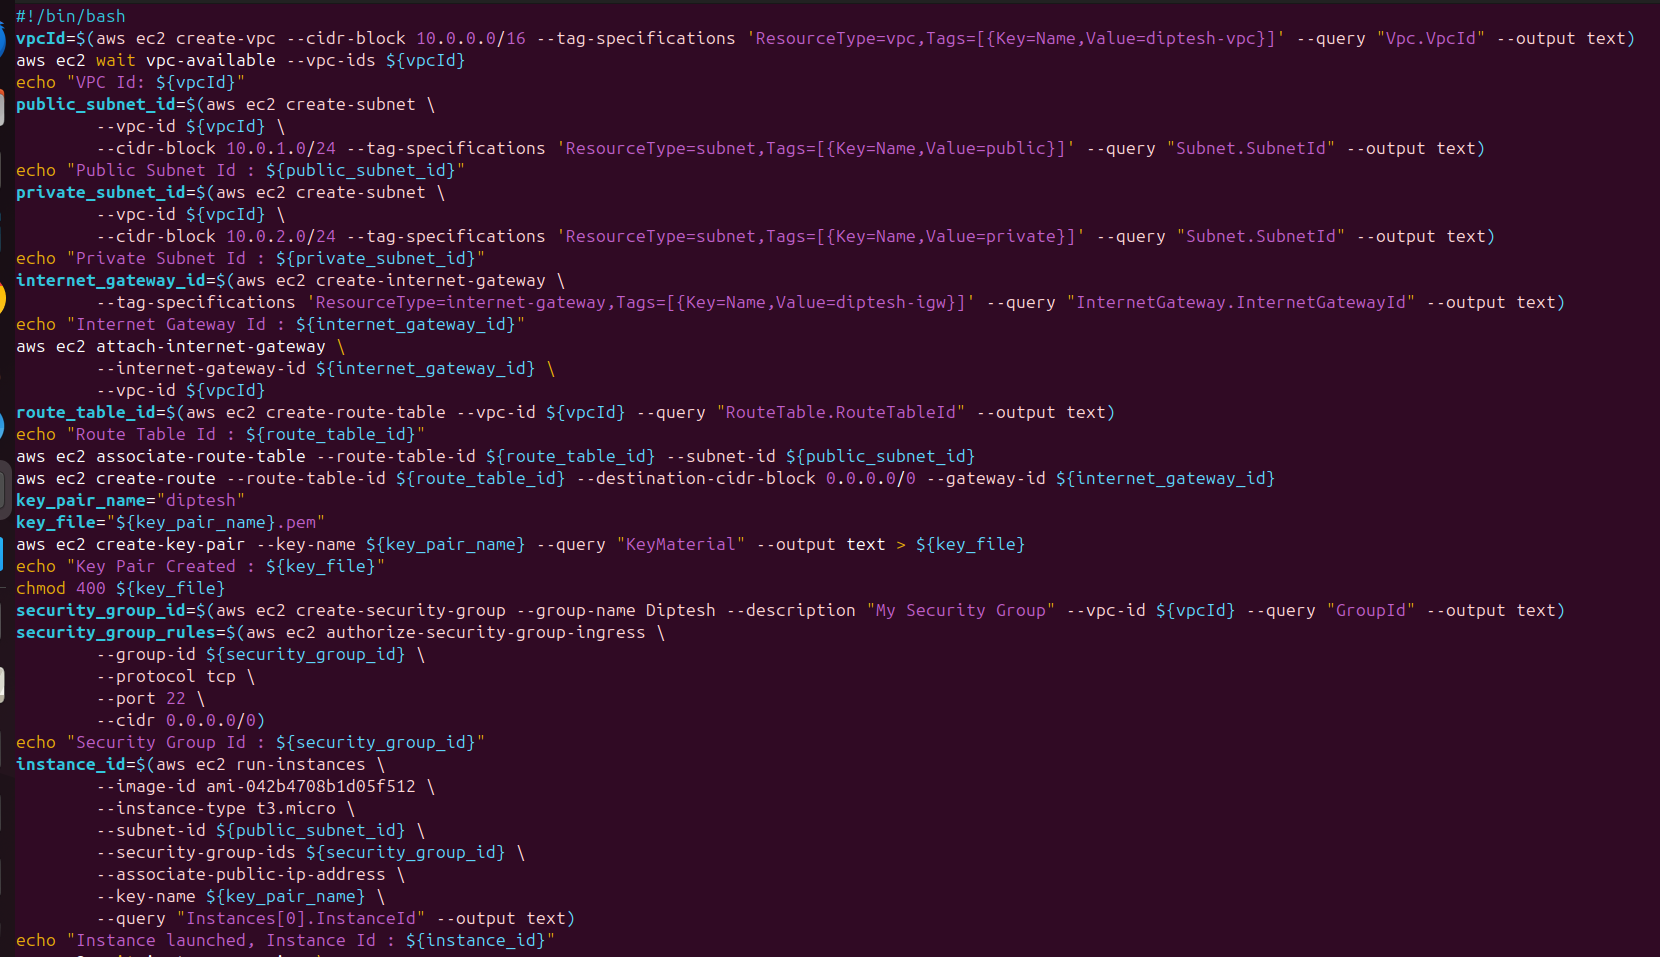 #!/bin/bash
vpcId=$(aws ec2 create-vpc --cidr-block 10.0.0.0/16 --tag-specifications 'ResourceType=vpc,Tags=[{Key=Name,Value=diptesh-vpc}]' --query "Vpc.VpcId" --output text)
aws ec2 wait vpc-available --vpc-ids ${vpcId}
echo "VPC Id: ${vpcId}"
public_subnet_id=$(aws ec2 create-subnet \
        --vpc-id ${vpcId} \
        --cidr-block 10.0.1.0/24 --tag-specifications 'ResourceType=subnet,Tags=[{Key=Name,Value=public}]' --query "Subnet.SubnetId" --output text)
echo "Public Subnet Id : ${public_subnet_id}"
private_subnet_id=$(aws ec2 create-subnet \
        --vpc-id ${vpcId} \
        --cidr-block 10.0.2.0/24 --tag-specifications 'ResourceType=subnet,Tags=[{Key=Name,Value=private}]' --query "Subnet.SubnetId" --output text)
echo "Private Subnet Id : ${private_subnet_id}"
internet_gateway_id=$(aws ec2 create-internet-gateway \
        --tag-specifications 'ResourceType=internet-gateway,Tags=[{Key=Name,Value=diptesh-igw}]' --query "InternetGateway.InternetGatewayId" --output text)
echo "Internet Gateway Id : ${internet_gateway_id}"
aws ec2 attach-internet-gateway \
        --internet-gateway-id ${internet_gateway_id} \
        --vpc-id ${vpcId}
route_table_id=$(aws ec2 create-route-table --vpc-id ${vpcId} --query "RouteTable.RouteTableId" --output text)
echo "Route Table Id : ${route_table_id}"
aws ec2 associate-route-table --route-table-id ${route_table_id} --subnet-id ${public_subnet_id}
aws ec2 create-route --route-table-id ${route_table_id} --destination-cidr-block 0.0.0.0/0 --gateway-id ${internet_gateway_id}
key_pair_name="diptesh"
key_file="${key_pair_name}.pem"
aws ec2 create-key-pair --key-name ${key_pair_name} --query "KeyMaterial" --output text > ${key_file}
echo "Key Pair Created : ${key_file}"
chmod 400 ${key_file}
security_group_id=$(aws ec2 create-security-group --group-name Diptesh --description "My Security Group" --vpc-id ${vpcId} --query "GroupId" --output text)
security_group_rules=$(aws ec2 authorize-security-group-ingress \
        --group-id ${security_group_id} \
        --protocol tcp \
        --port 22 \
        --cidr 0.0.0.0/0)
echo "Security Group Id : ${security_group_id}"
instance_id=$(aws ec2 run-instances \
        --image-id ami-042b4708b1d05f512 \
        --instance-type t3.micro \
        --subnet-id ${public_subnet_id} \
        --security-group-ids ${security_group_id} \
        --associate-public-ip-address \
        --key-name ${key_pair_name} \
        --query "Instances[0].InstanceId" --output text)
echo "Instance launched, Instance Id : ${instance_id}"